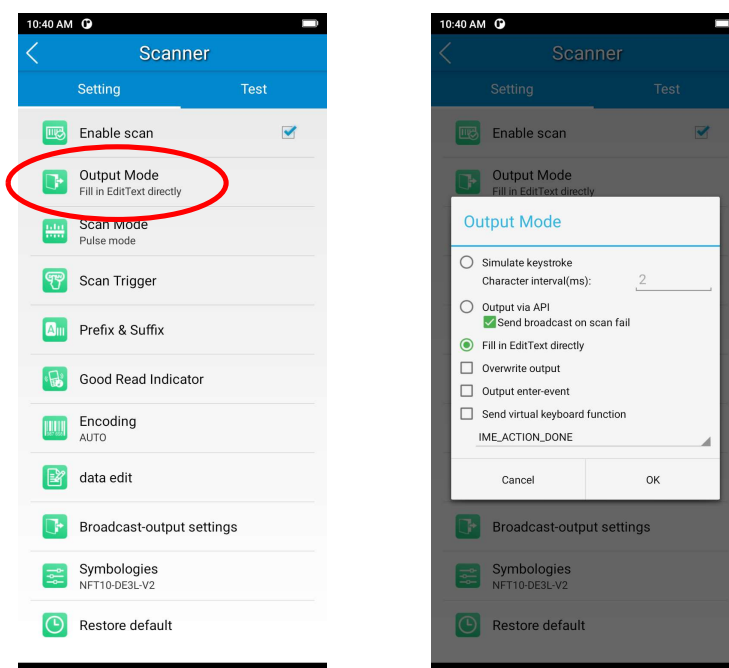 10:40 AM
Scanner
Setting Test
Enable scan
Output Mode
Fill in EditText directly
Scan Mode
Pulse mode
Scan Trigger
Prefix & Suffix
Good Read Indicator
Encoding
AUTO
data edit
Broadcast-output settings
Symbologies
NFT10-DE3L-V2
Restore default
10:40 AM
Scanner
Setting Test
Enable scan
Output Mode
Fill in EditText directly
Output Mode
Simulate keystroke
Character interval(ms): 2
Output via API
Send broadcast on scan fail
Fill in EditText directly
Overwrite output
Output enter-event
Send virtual keyboard function
IME_ACTION_DONE
Cancel OK
Broadcast-output settings
Symbologies
NFT10-DE3L-V2
Restore default